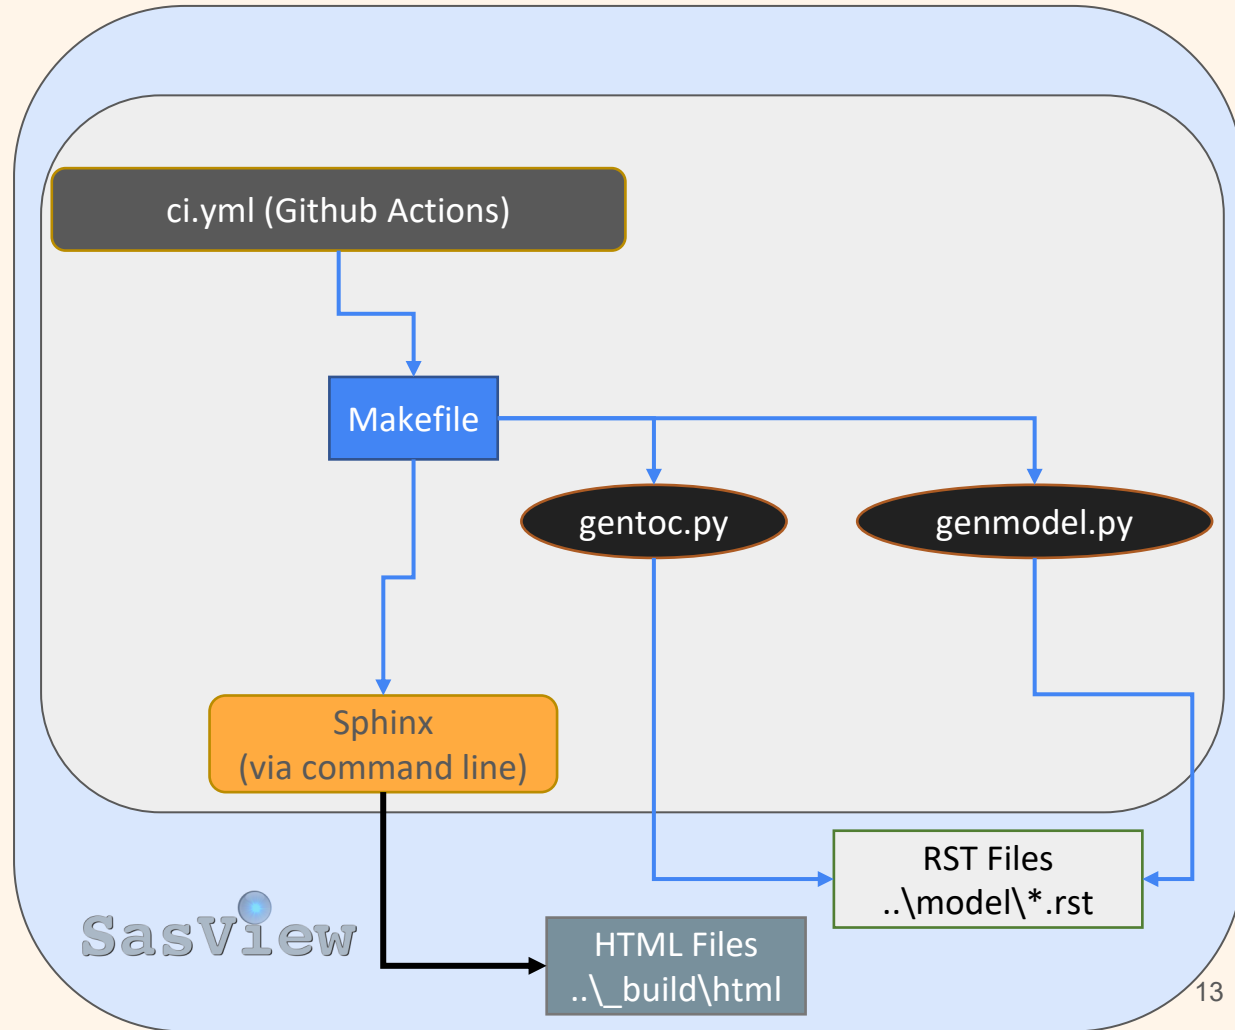 ci.yml (Github Actions)
Makefile
gentoc.py
genmodel.py
Sphinx
(via command line)
RST Files
..\model\*.rst
SasView
HTML Files
..\_build\html
13